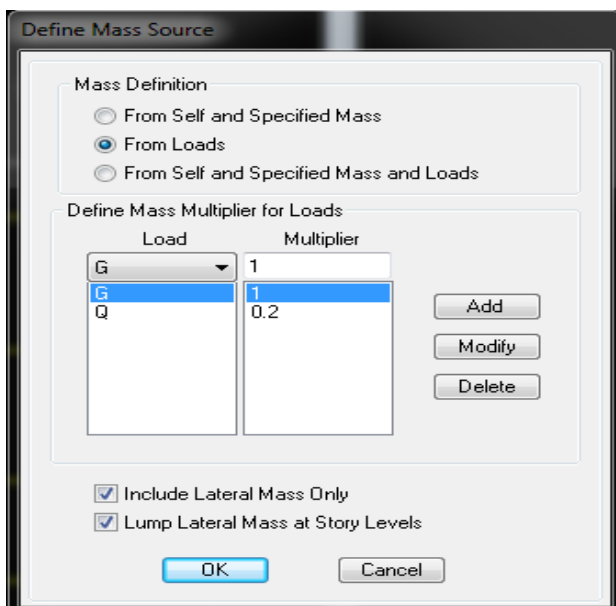 Define Mass Source
Mass Definition
From Self and Specified Mass
From Loads
From Self and Specified Mass and Loads
Define Mass Multiplier for Loads
Load Multiplier
G 1
G 1
Q 0.2
Add
Modify
Delete
Include Lateral Mass Only
Lump Lateral Mass at Story Levels
OK Cancel